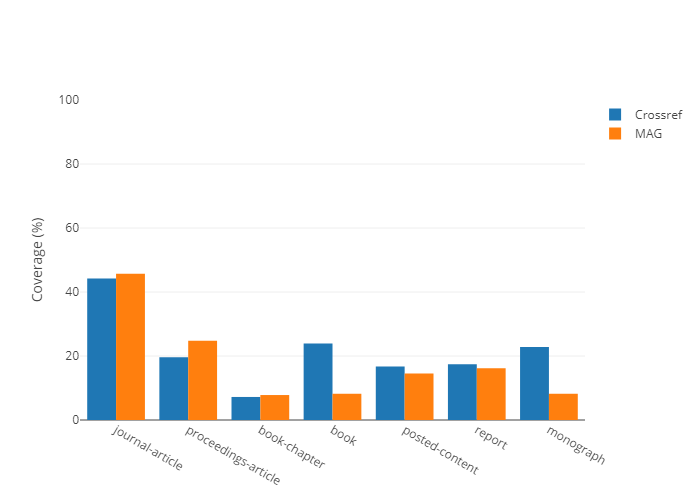 100
80
60
40
20
0
Coverage (%)
journal-article
proceedings-article
book-chapter
book
posted-content
report
monograph
Crossref
MAG